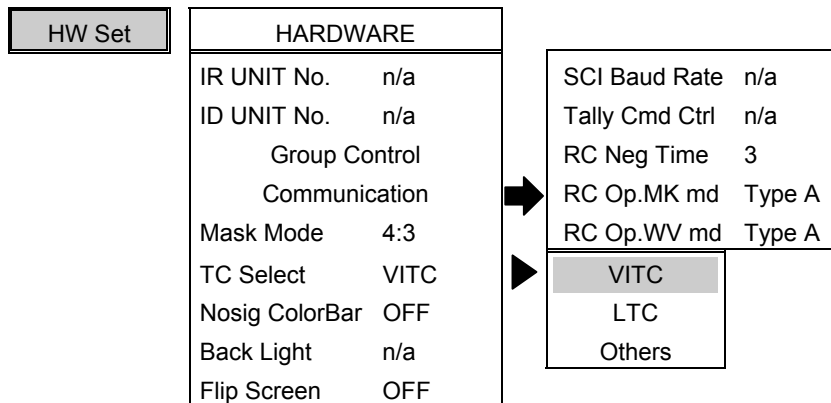 HW Set
HARDWARE
IR UNIT No. n/a
ID UNIT No. n/a
Group Control
Communication
Mask Mode 4:3
TC Select VITC
Nosig ColorBar OFF
Back Light n/a
Flip Screen OFF
SCI Baud Rate n/a
Tally Cmd Ctrl n/a
RC Neg Time 3
RC Op.MK md Type A
RC Op.WV md Type A
VITC
LTC
Others